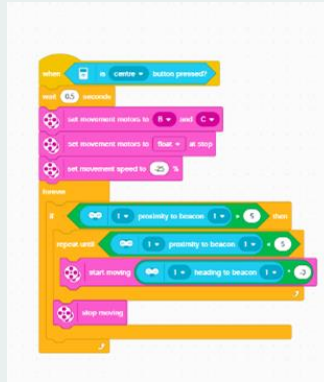 when is centre button pressed?
wait 0.5 seconds
set movement motors to B and C
set movement motors to float at stop
set movement speed to -25 %
forever
if 1 proximity to beacon 1 > 5 then
repeat until 1 proximity to beacon 1 < 5
start moving 1 heading to beacon 1 *
stop moving